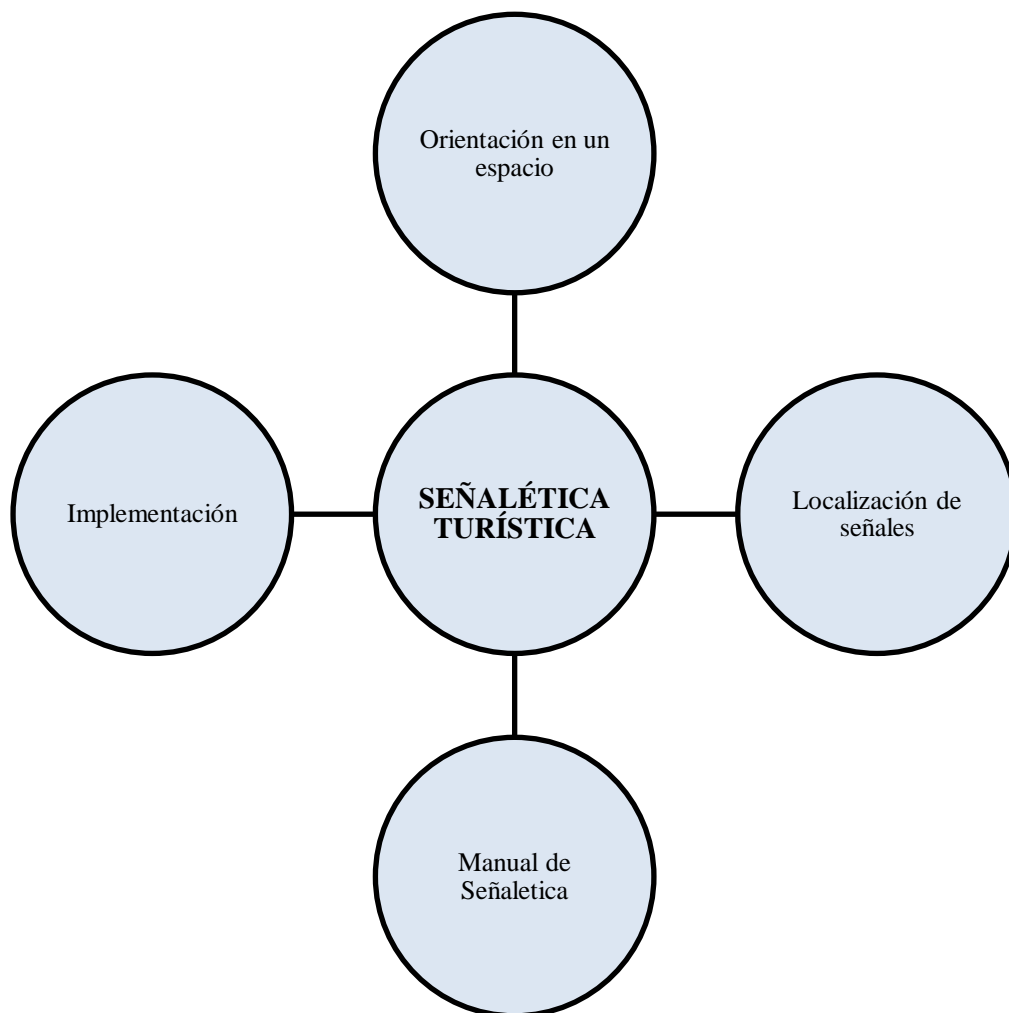 Orientación en un
espacio
Implementación
SEÑALÉTICA
TURÍSTICA
Localización de
señales
Manual de
Señaletica